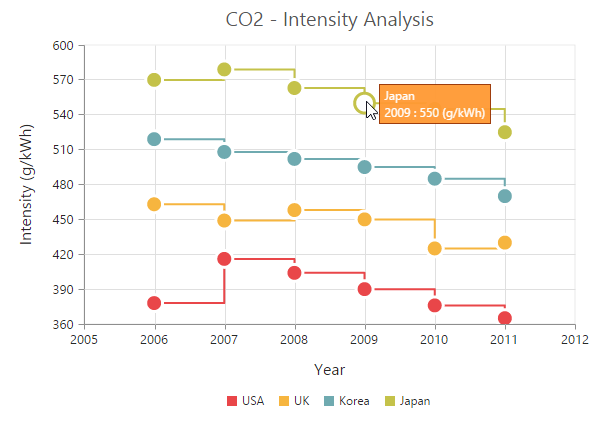 CO2 - Intensity Analysis
600
570
540
510
480
450
420
390
360
Intensity (g/kWh)
Japan
2009 : 550 (g/kWh)
2005 2006 2007 2008 2009 2010 2011 2012
Year
USA UK Korea Japan